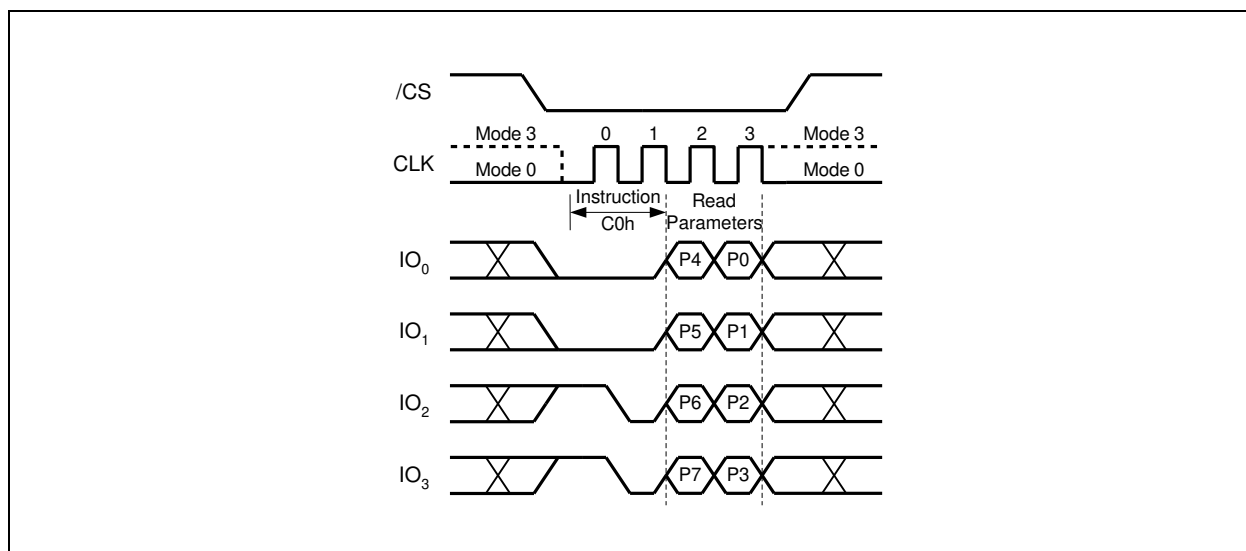 /CS
Mode 3 0 1 2 3 Mode 3
CLK Mode 0 Mode 0
Instruction Read
C0h Parameters
IO0 P4 P0
IO1 P5 P1
IO2 P6 P2
IO3 P7 P3